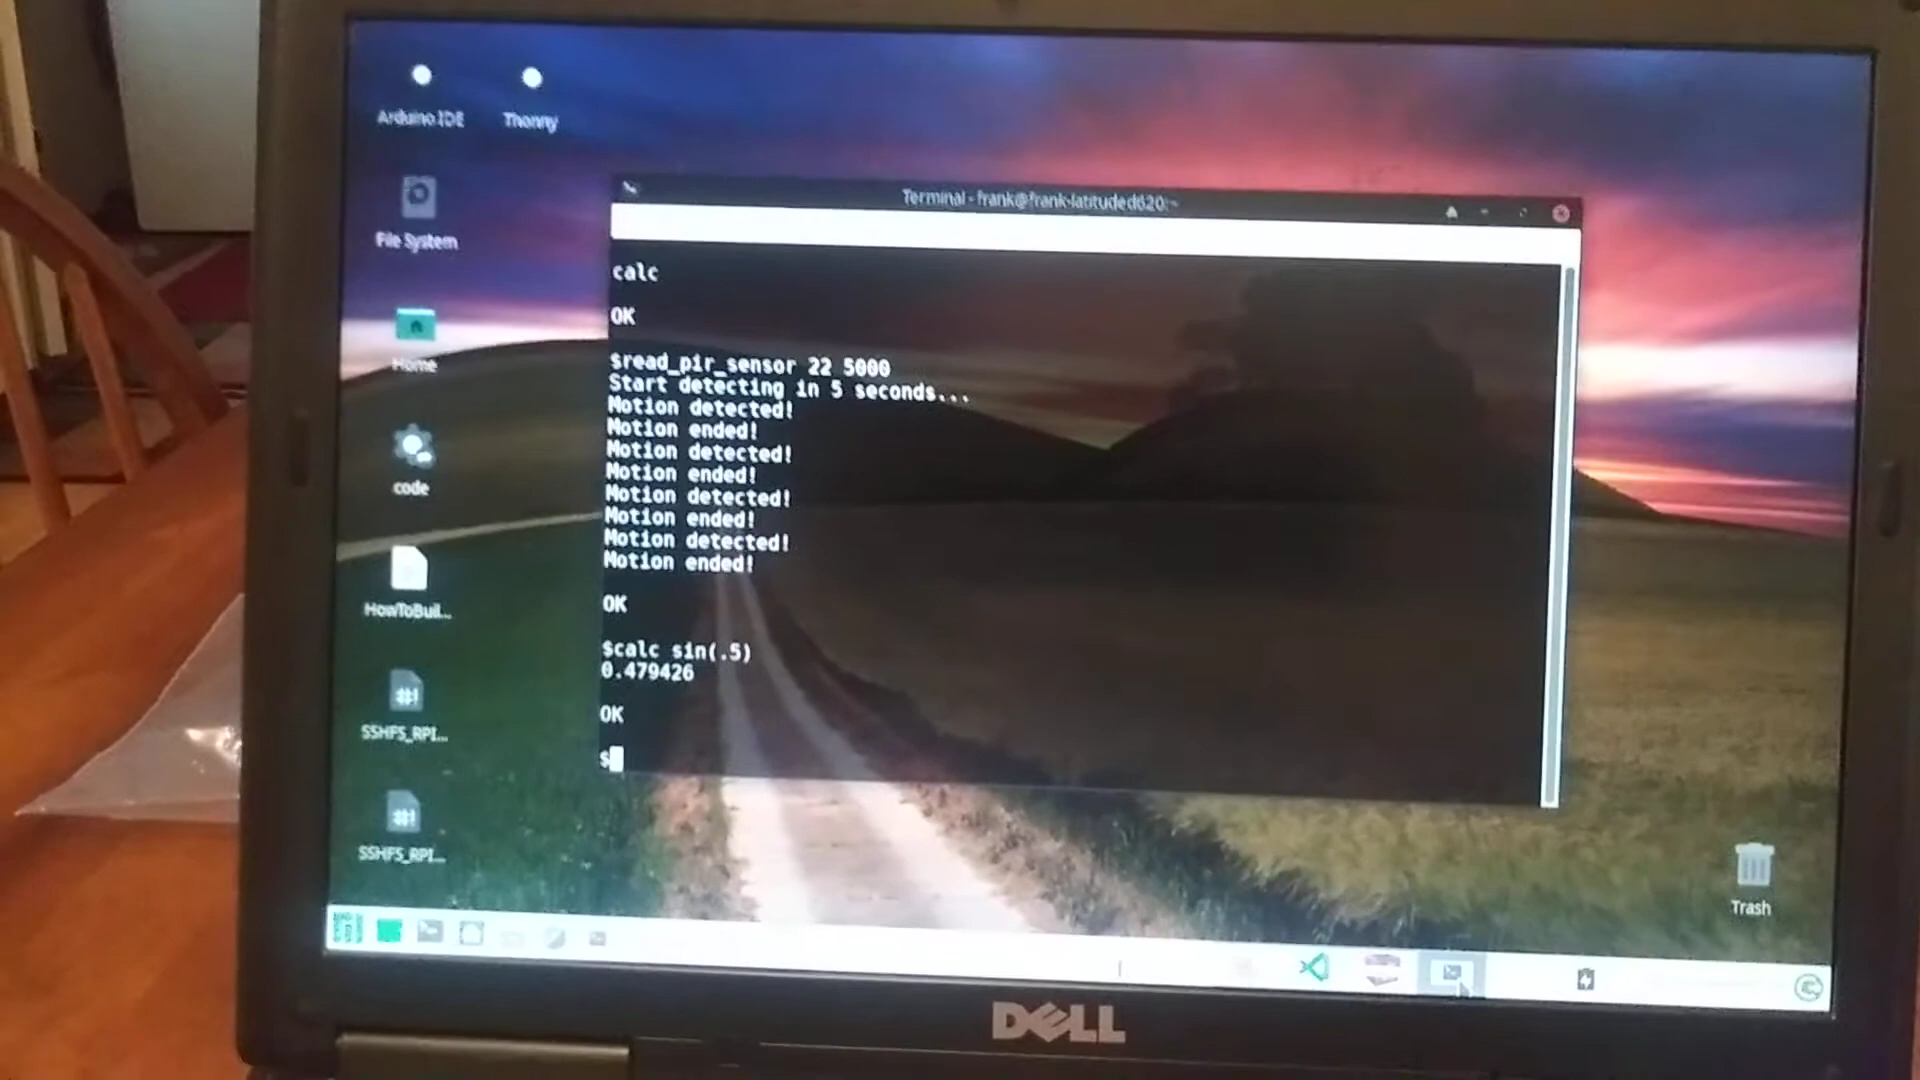 Arduino IDE
Thonny
File System
Home
code
HowToBuil...
SSHFS_RPI...
SSHFS_RPI...
Terminal - frank@frank-latituded620:~
calc
OK
$read_pir_sensor 22 5000
Start detecting in 5 seconds...
Motion detected!
Motion ended!
Motion detected!
Motion ended!
Motion detected!
Motion ended!
Motion detected!
Motion ended!
OK
$calc sin(.5)
0.479426
OK
$
Trash
DELL